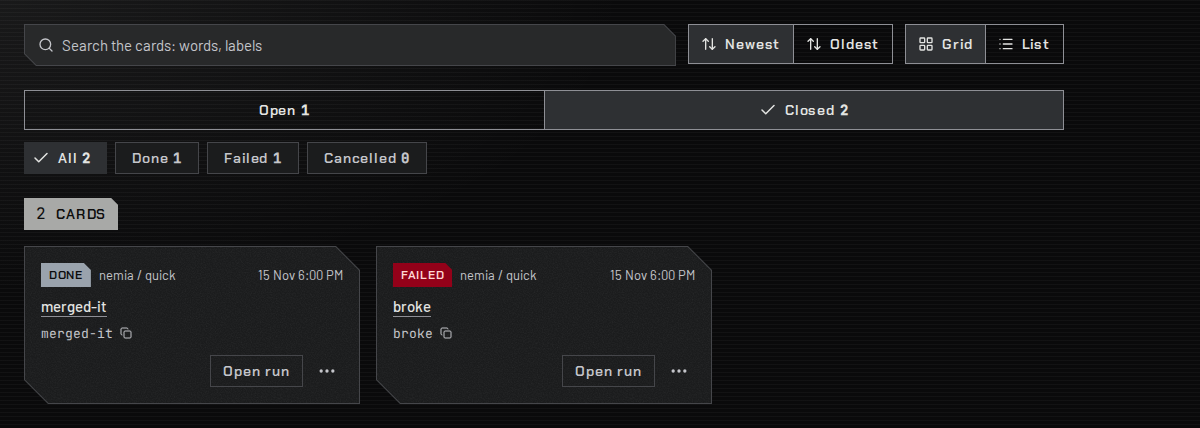 Search the cards: words, labels
Newest
Oldest
Grid
List
Open 1
Closed 2
All 2
Done 1
Failed 1
Cancelled 0
2 CARDS
DONE nemia / quick 15 Nov 6:00 PM
merged-it
merged-it
Open run
FAILED nemia / quick 15 Nov 6:00 PM
broke
broke
Open run